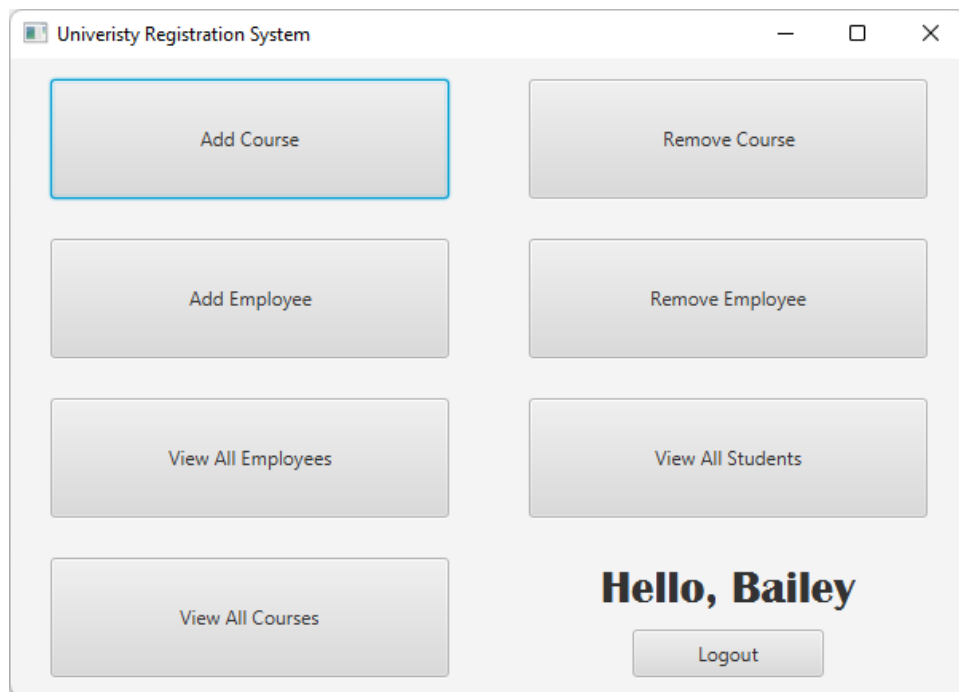 Univeristy Registration System
Add Course
Remove Course
Add Employee
Remove Employee
View All Employees
View All Students
View All Courses
Hello, Bailey
Logout